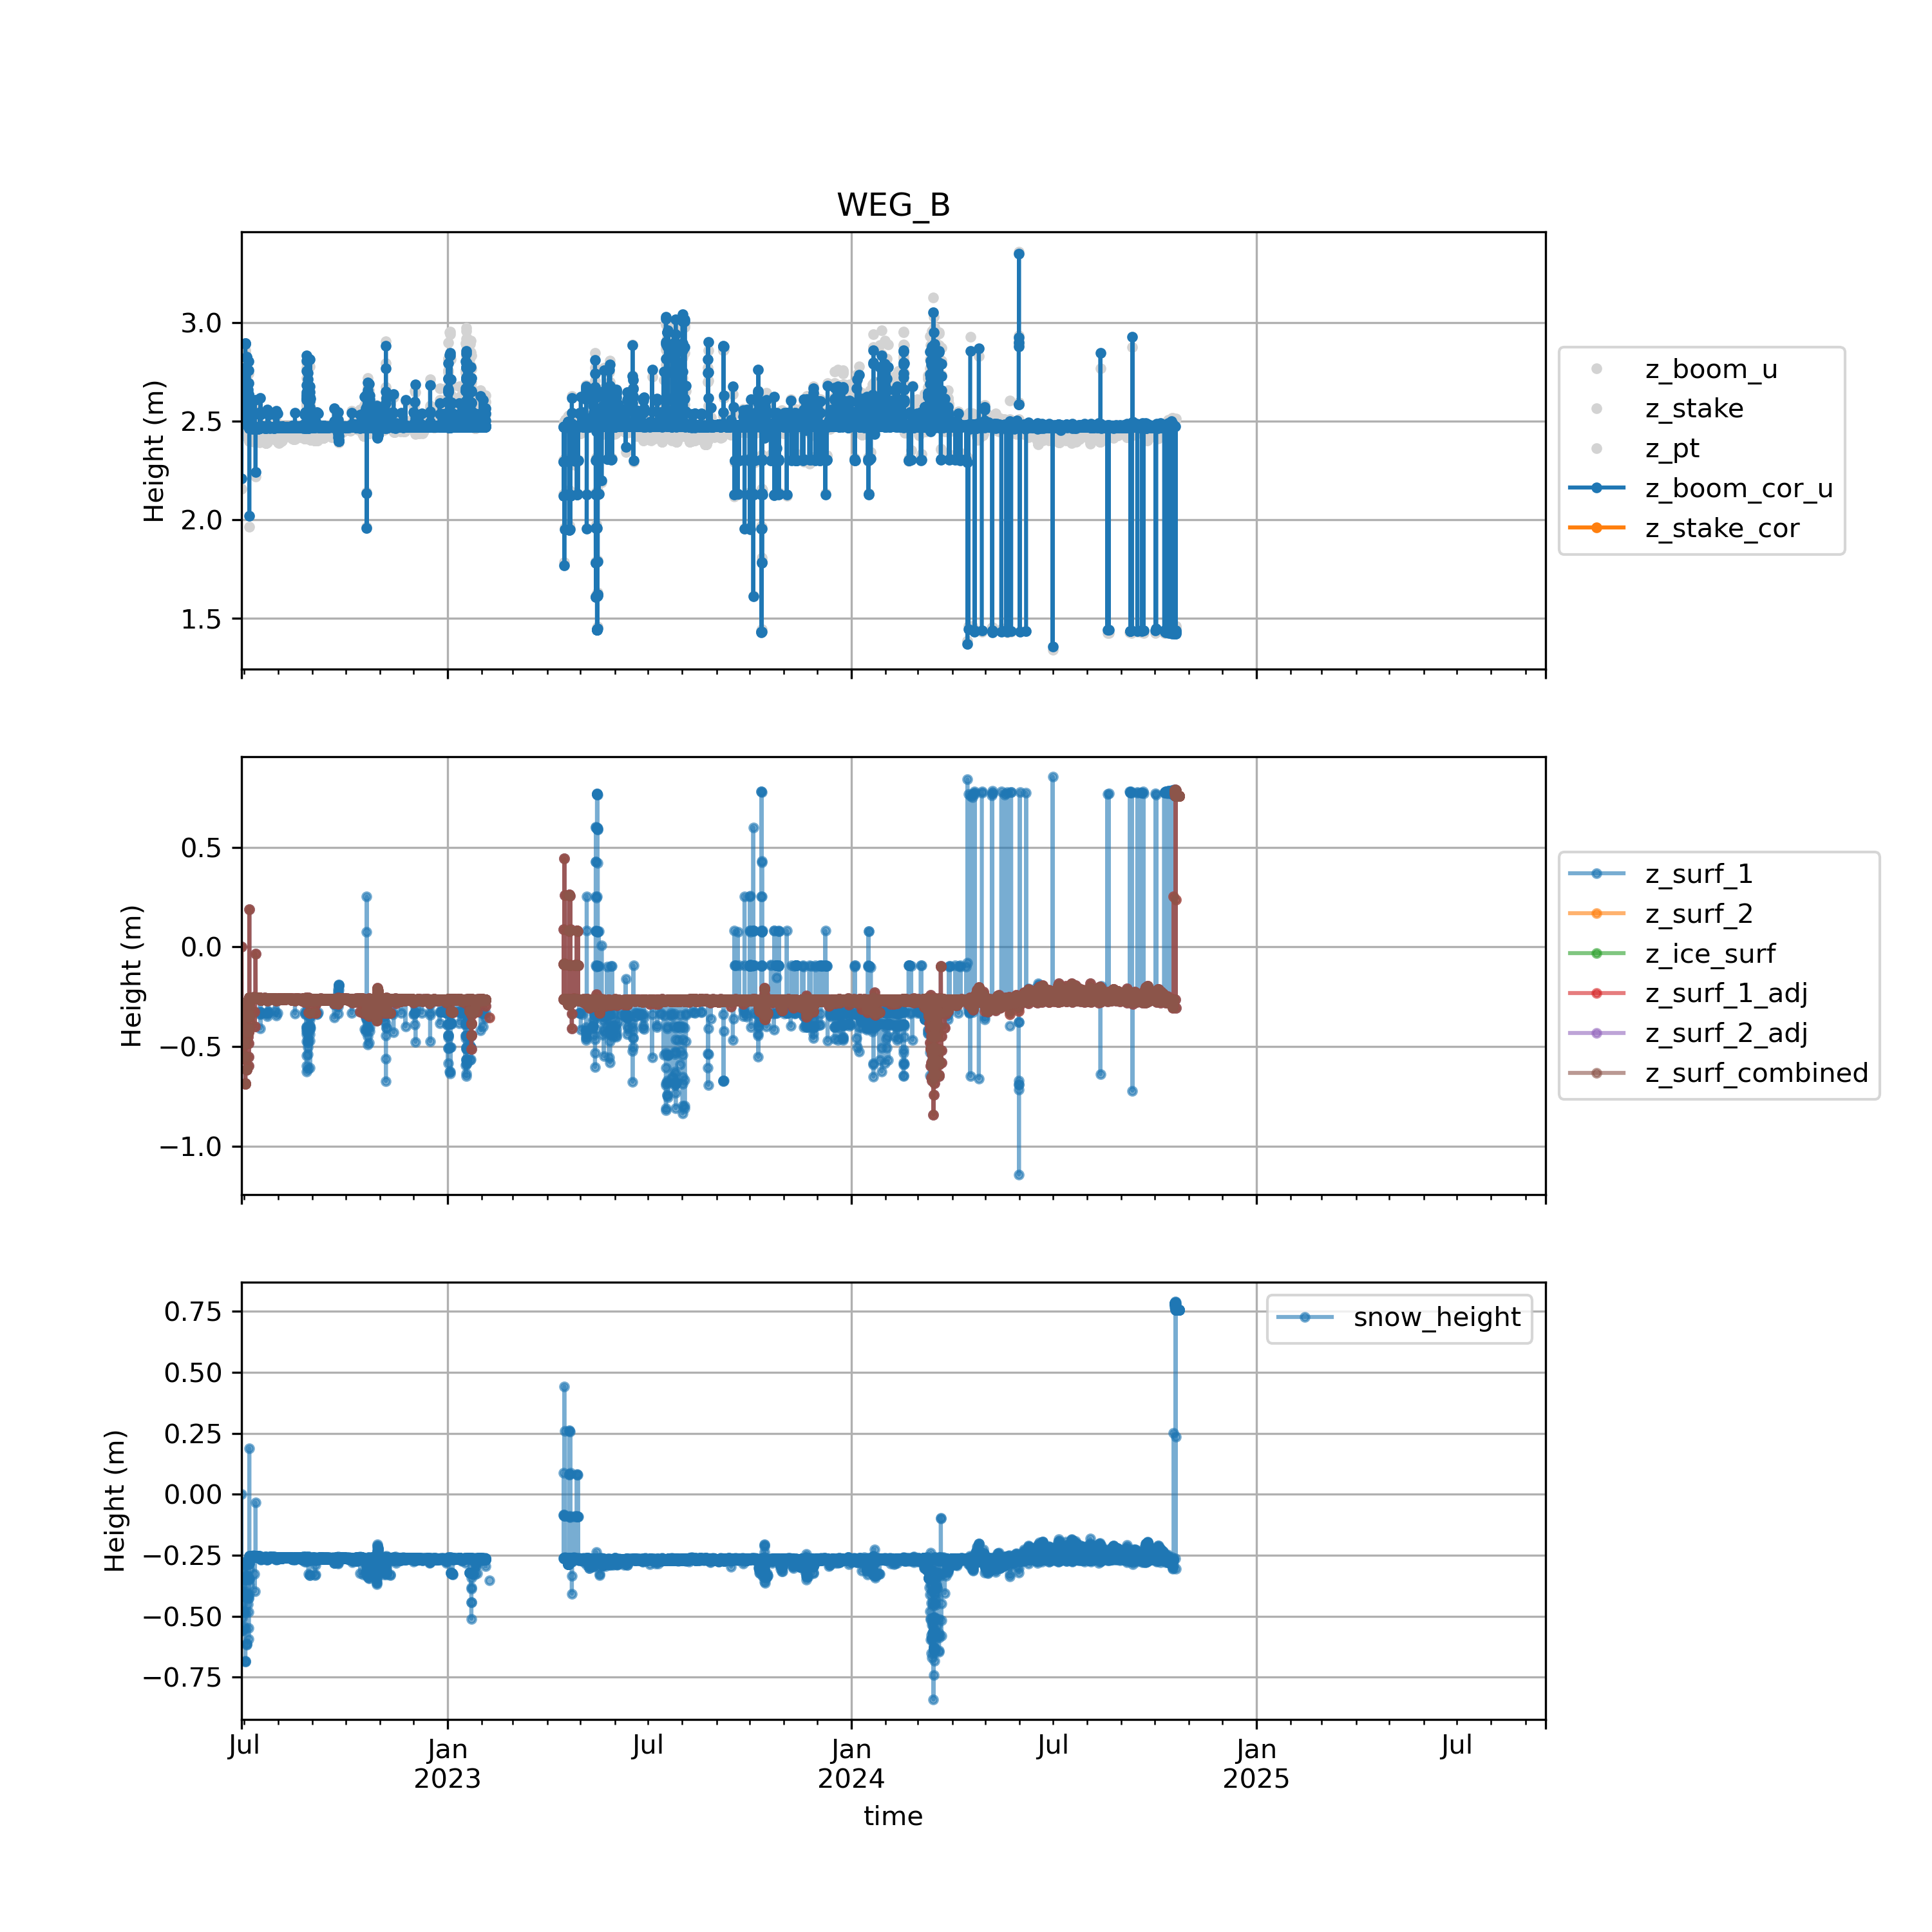 WEG_B
Height (m)
3.0
2.5
2.0
1.5
z_boom_u
z_stake
z_pt
z_boom_cor_u
z_stake_cor
Height (m)
0.5
0.0
−0.5
−1.0
z_surf_1
z_surf_2
z_ice_surf
z_surf_1_adj
z_surf_2_adj
z_surf_combined
Height (m)
0.75
0.50
0.25
0.00
−0.25
−0.50
−0.75
snow_height
Jul Jan Jul Jan Jul Jan Jul
2023 2024 2025
time